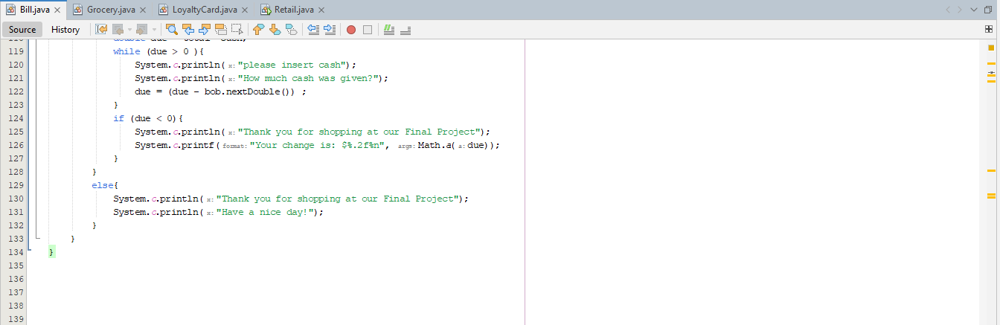 Bill.java Grocery.java LoyaltyCard.java Retail.java
Source History
119 while (due > 0 ){
120 System.c.println( x: "please insert cash");
121 System.c.println( x: "How much cash was given?");
122 due = (due - bob.nextDouble()) ;
123 }
124 if (due < 0){
125 System.c.println( x: "Thank you for shopping at our Final Project");
126 System.c.printf( format: "Your change is: $%.2f%n", args: Math.a( a: due));
127 }
128 }
129 else{
130 System.c.println( x: "Thank you for shopping at our Final Project");
131 System.c.println( x: "Have a nice day!");
132 }
133 }
134 }
135
136
137
138
139